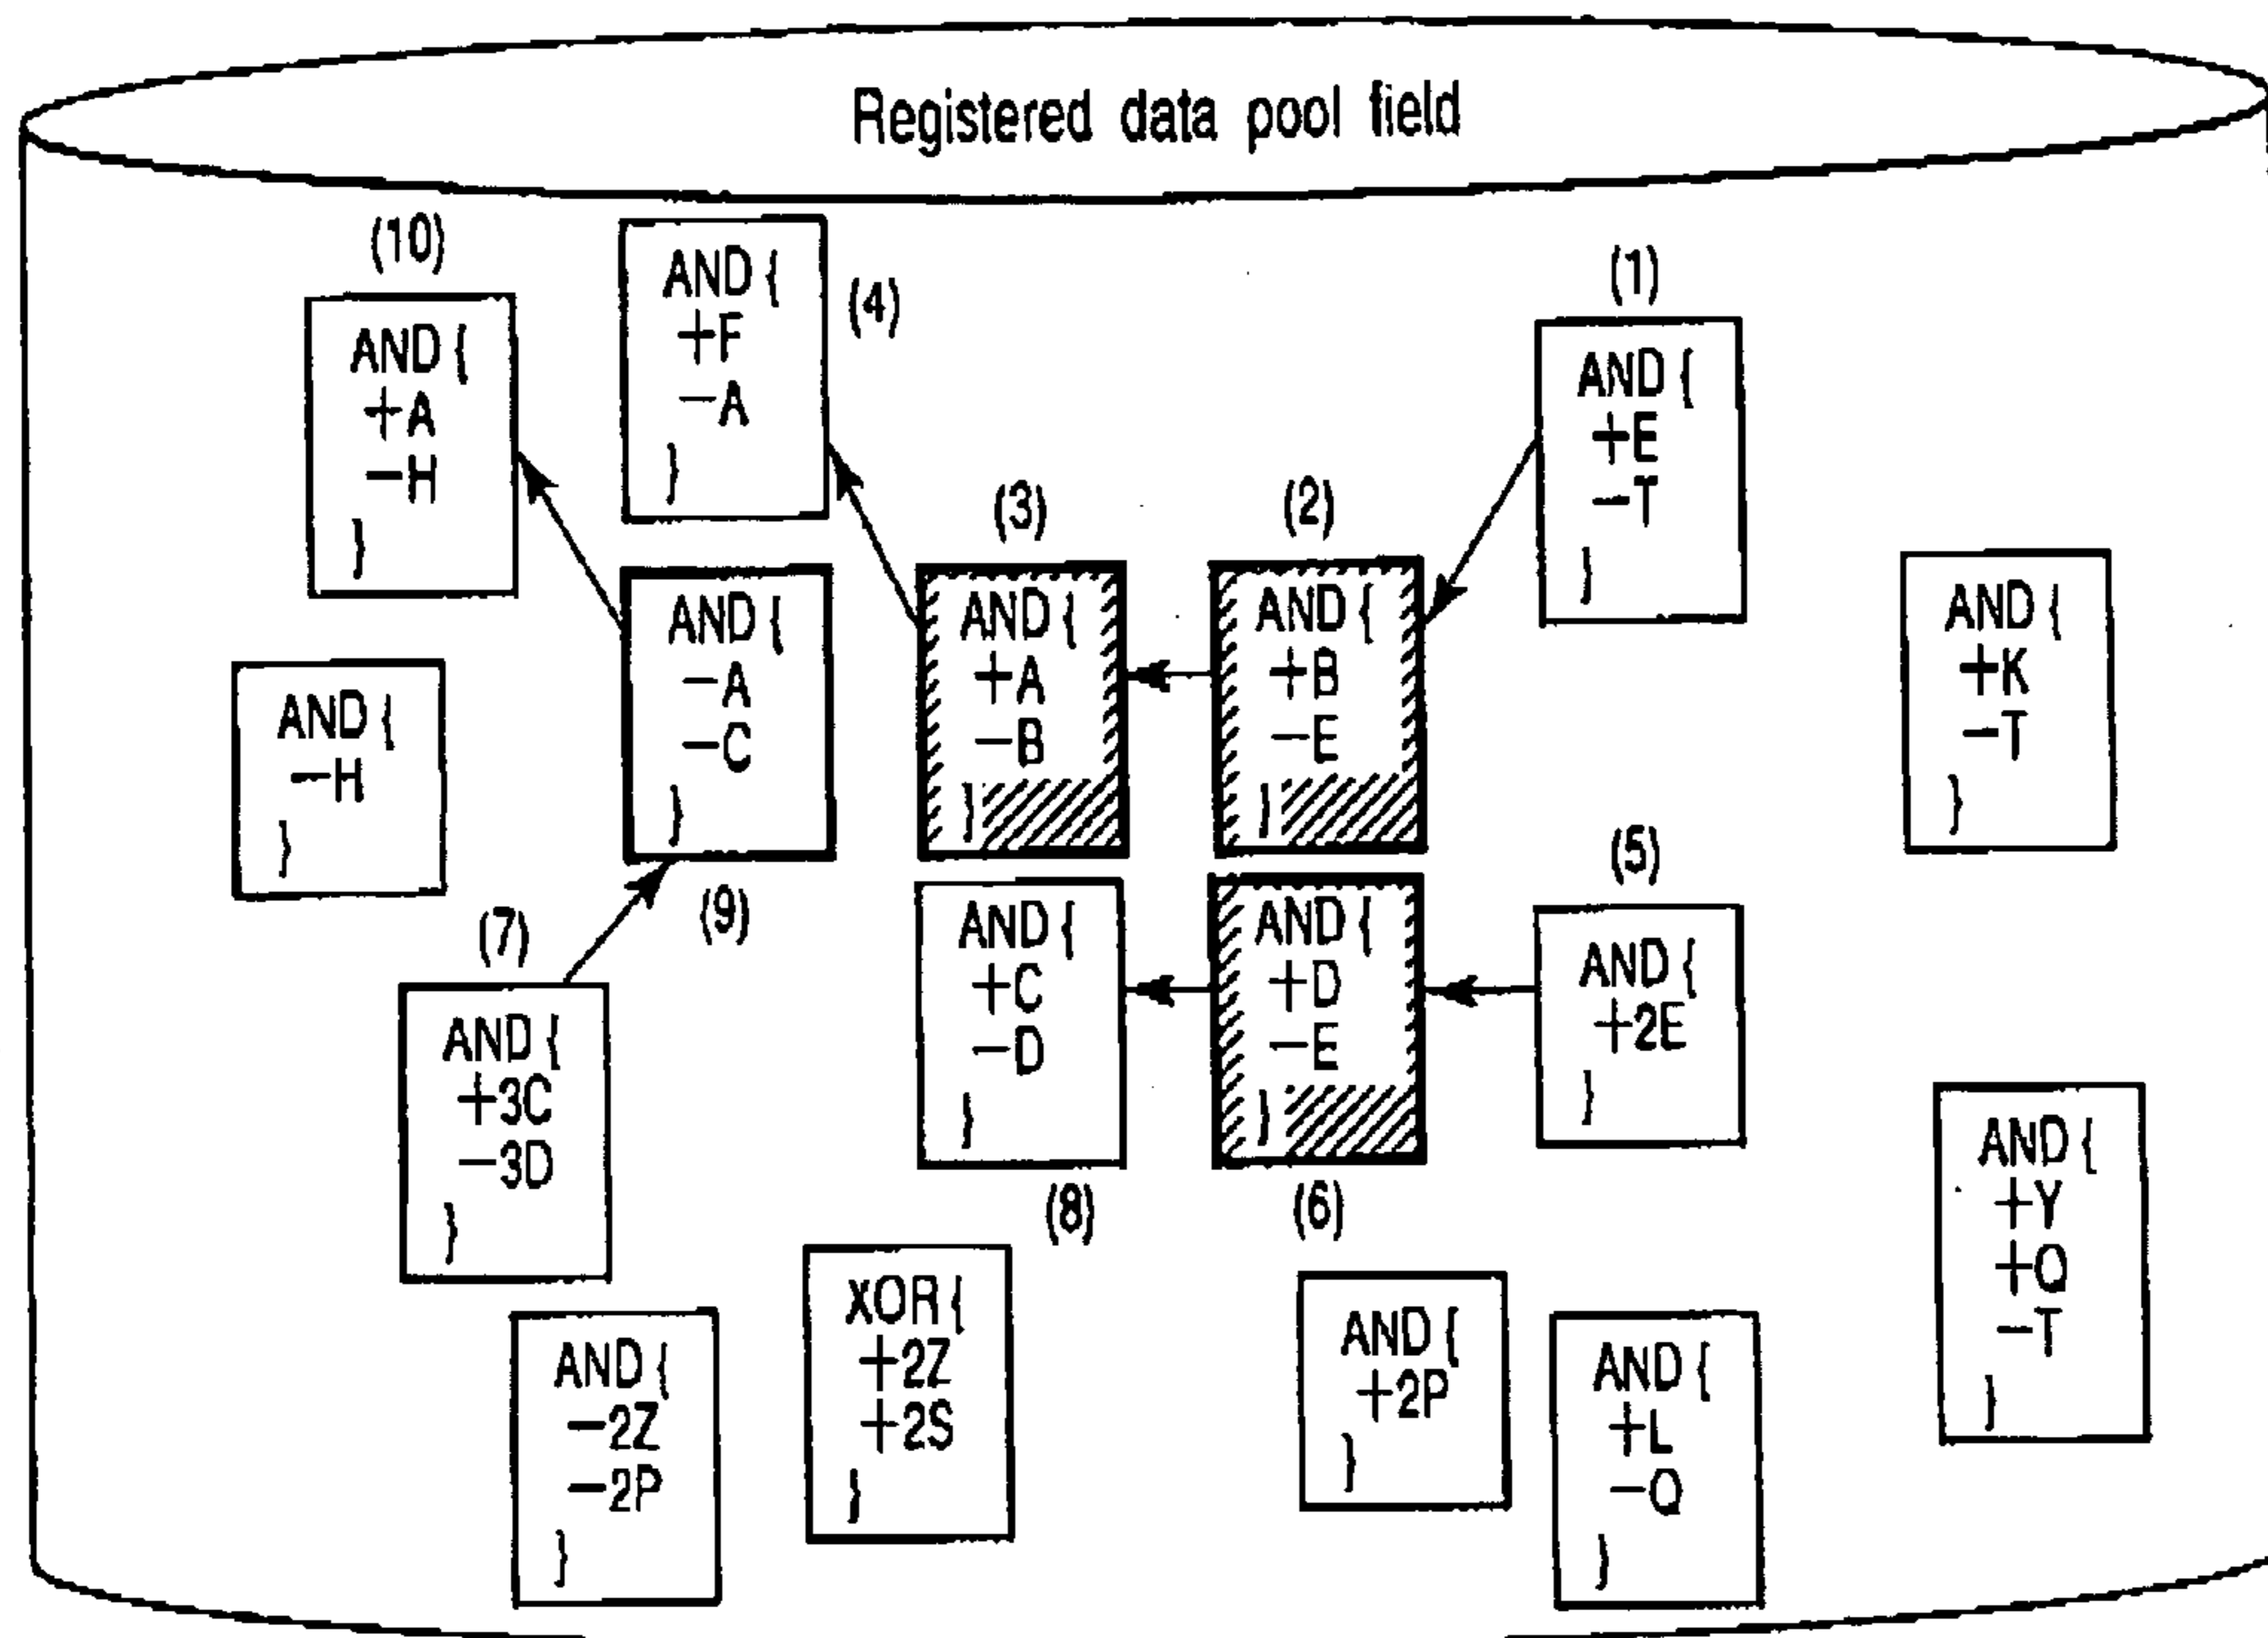 Registered data pool field
(10)
AND{
+A
-H
}
AND{
+F
-A
}
(4)
(1)
AND{
+E
-T
}
(3)
AND{
+A
-B
}
(2)
AND{
+B
-E
}
AND{
+K
-T
}
AND{
-H
}
AND{
-A
-C
}
(9)
(7)
AND{
+3C
-3D
}
AND{
+C
-D
}
(8)
AND{
+D
-E
}
(6)
(5)
AND{
+2E
}
AND{
+Y
+Q
-T
}
AND{
-2Z
-2P
}
XOR{
+2Z
+2S
}
AND{
+2P
}
AND{
+L
-Q
}